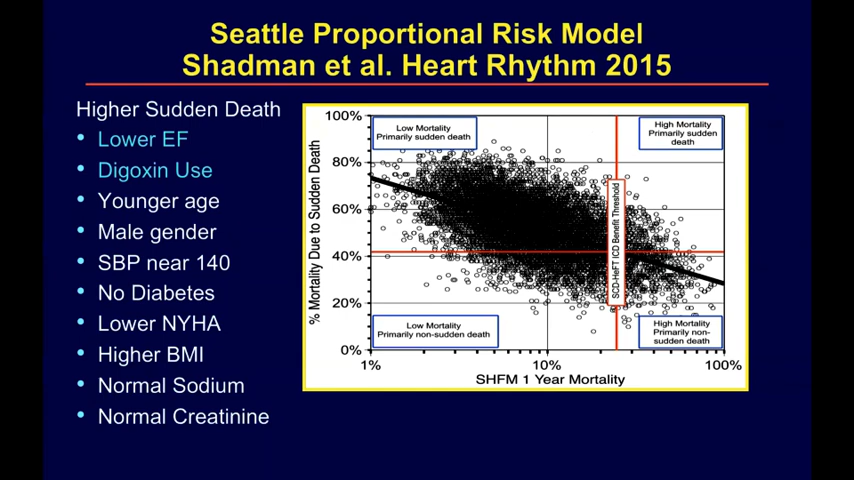 Seattle Proportional Risk Model
Shadman et al. Heart Rhythm 2015
Higher Sudden Death
• Lower EF
• Digoxin Use
• Younger age
• Male gender
• SBP near 140
• No Diabetes
• Lower NYHA
• Higher BMI
• Normal Sodium
• Normal Creatinine
% Mortality Due to Sudden Death
100%
80%
60%
40%
20%
0%
Low Mortality
Primarily sudden death
High Mortality
Primarily sudden
death
SCD-HeFT ICD Benefit Threshold
Low Mortality
Primarily non-sudden death
High Mortality
Primarily non-
sudden death
1%
10%
100%
SHFM 1 Year Mortality